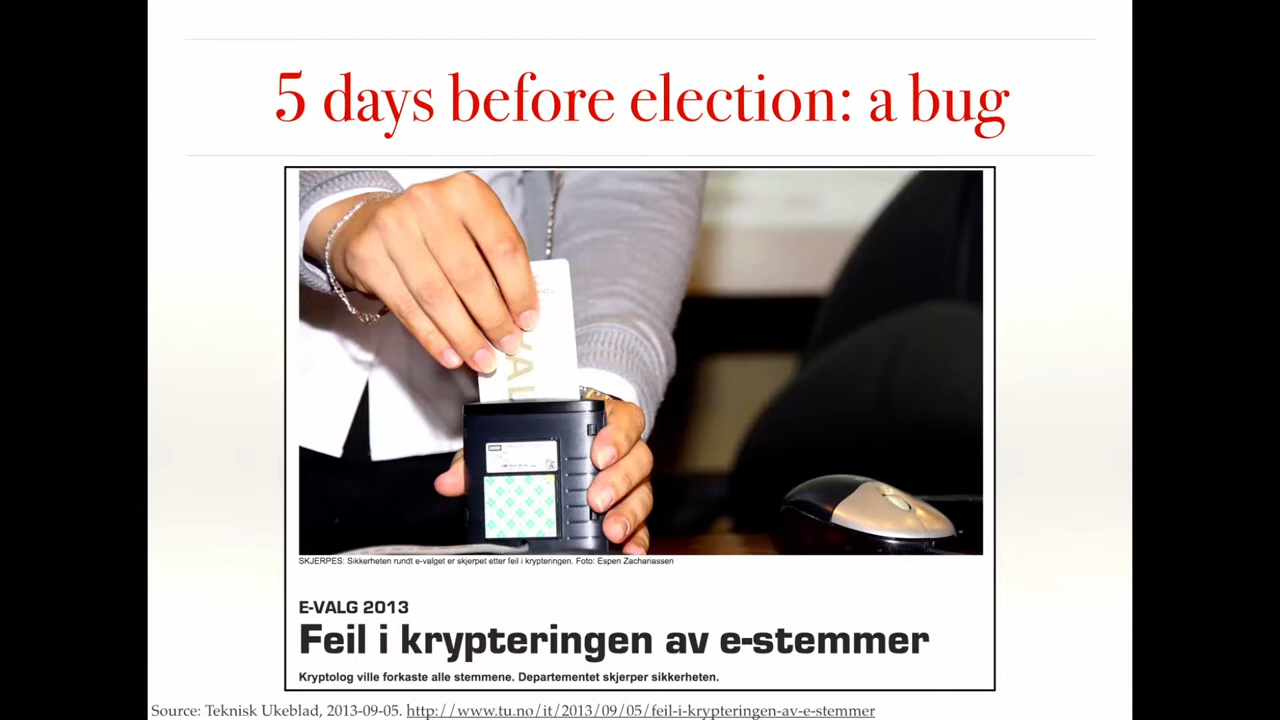 5 days before election: a bug
SKJERPES: Sikkerheten rundt e-valget er skjerpet etter feil i krypteringen. Foto: Espen Zachariassen
E-VALG 2013
Feil i krypteringen av e-stemmer
Kryptolog ville forkaste alle stemmene. Departementet skjerper sikkerheten.
Source: Teknisk Ukeblad, 2013-09-05. http://www.tu.no/it/2013/09/05/feil-i-krypteringen-av-e-stemmer